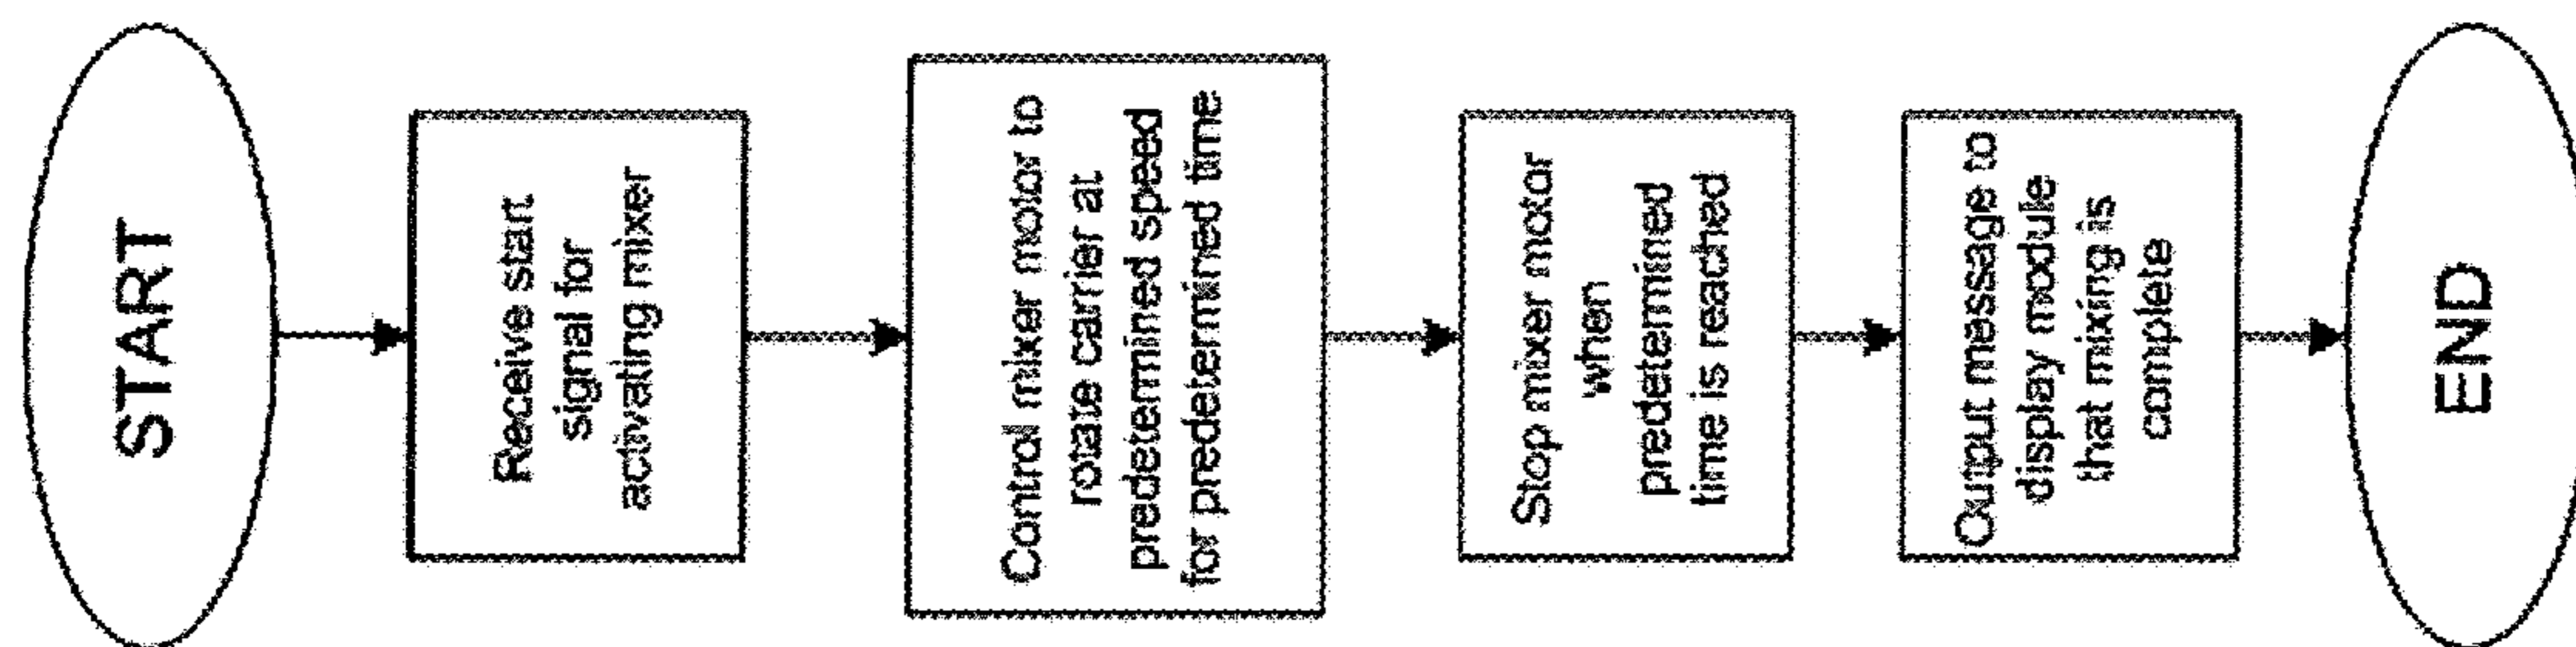 START
Receive start
signal for
activating mixer
Control mixer motor to
rotate carrier at
predetermined speed
for predetermined time
Stop mixer motor
when
predetermined
time is reached
Output message to
display module
that mixing is
complete
END